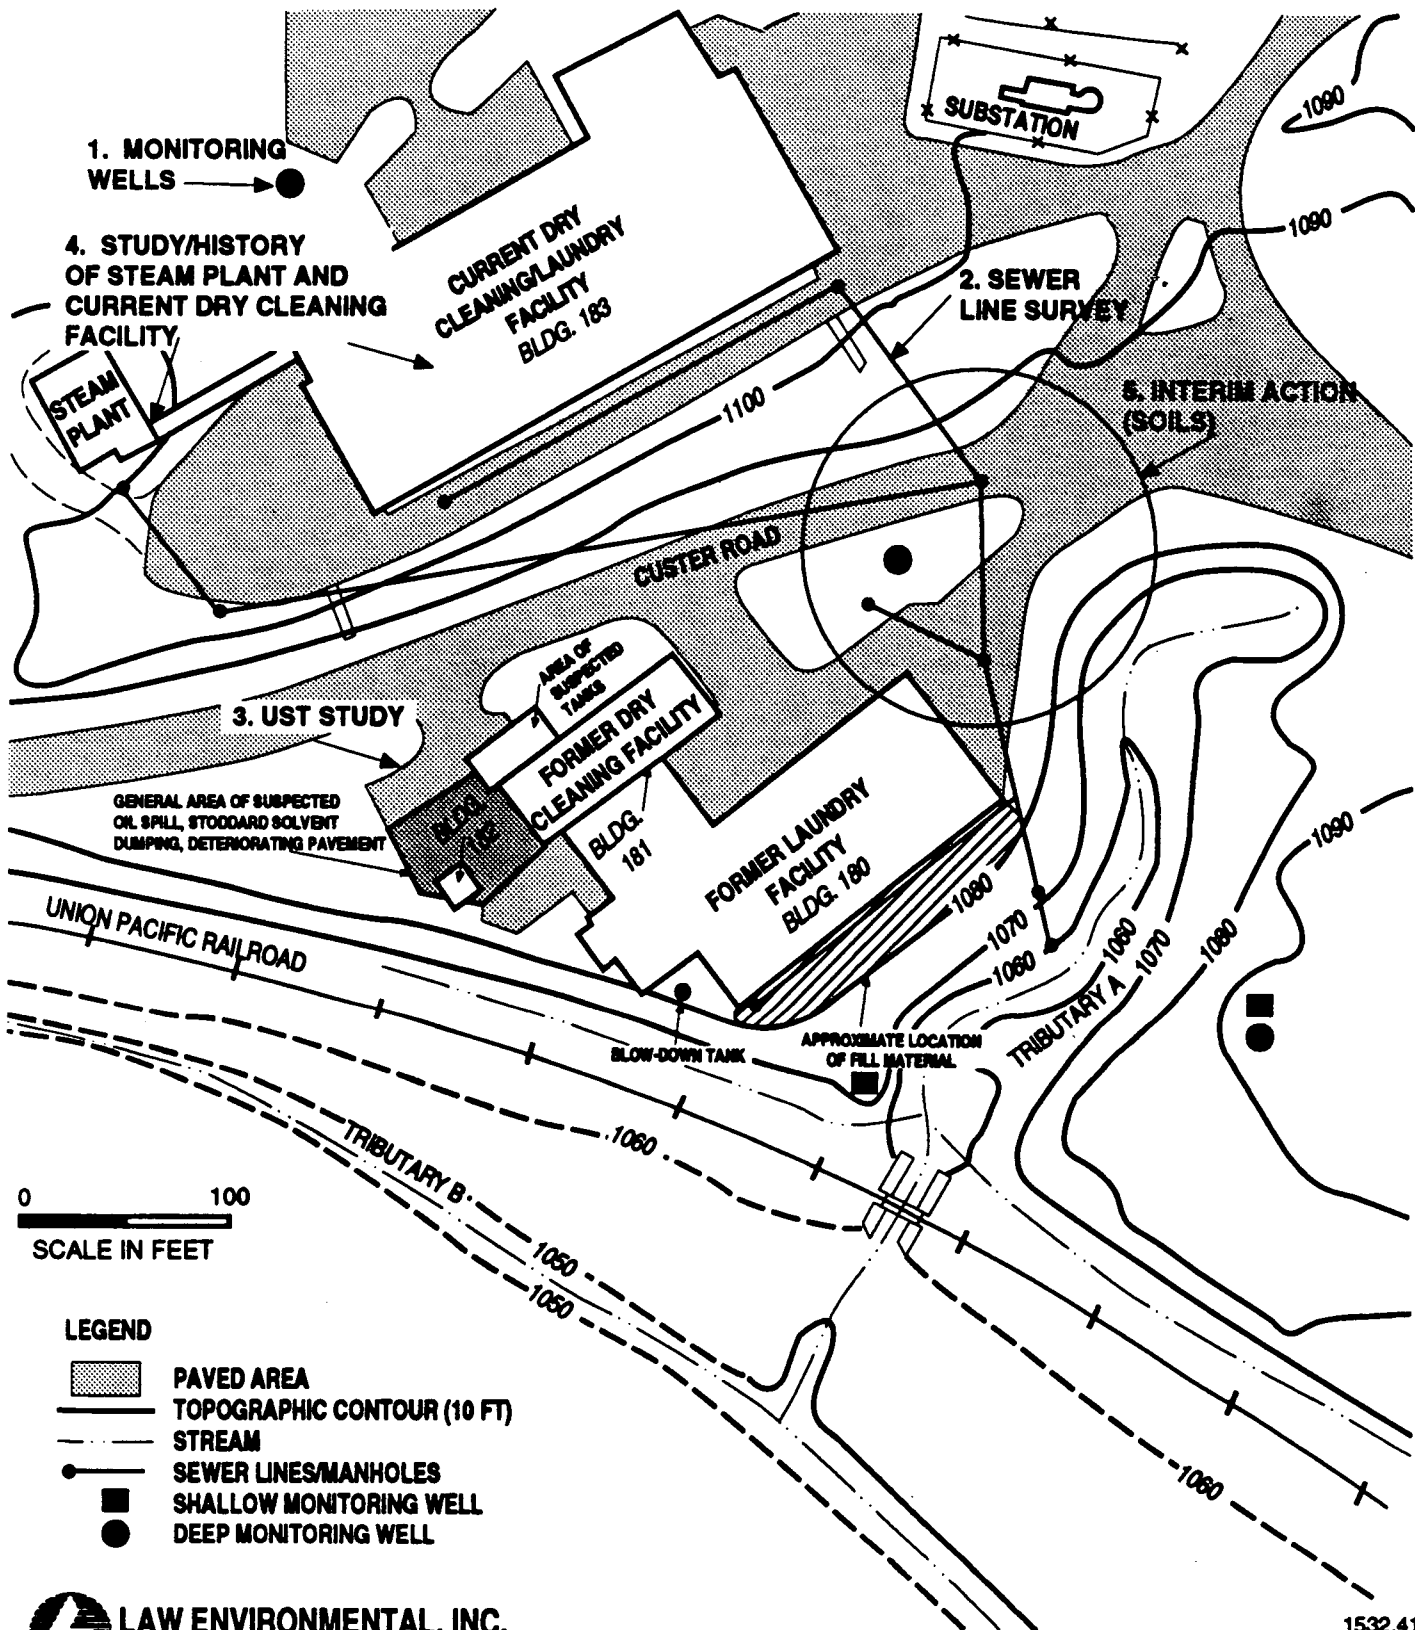 1090
SUBSTATION
1. MONITORING
WELLS
4. STUDY/HISTORY
OF STEAM PLANT AND
CURRENT DRY CLEANING
FACILITY
CURRENT DRY
CLEANING/LAUNDRY
FACILITY
BLDG. 183
1090
2. SEWER
LINE SURVEY
STEAM
PLANT
1100
5. INTERIM ACTION
(SOILS)
CUSTER ROAD
AREA OF
SUSPECTED
TANKS
3. UST STUDY
FORMER DRY
CLEANING FACILITY
GENERAL AREA OF SUSPECTED
OIL SPILL, STODDARD SOLVENT
DUMPING, DETERIORATING PAVEMENT
BLDG.
182
BLDG.
181
FORMER LAUNDRY
FACILITY
BLDG. 180
1090
1080
1070
1060
1060
1070
1080
UNION PACIFIC RAILROAD
TRIBUTARY A
BLOW-DOWN TANK
APPROXIMATE LOCATION
OF FILL MATERIAL
1060
TRIBUTARY B
0 100
SCALE IN FEET
1050
1050
1060
LEGEND
PAVED AREA
TOPOGRAPHIC CONTOUR (10 FT)
STREAM
SEWER LINES/MANHOLES
SHALLOW MONITORING WELL
DEEP MONITORING WELL
LAW ENVIRONMENTAL, INC.
1532.41